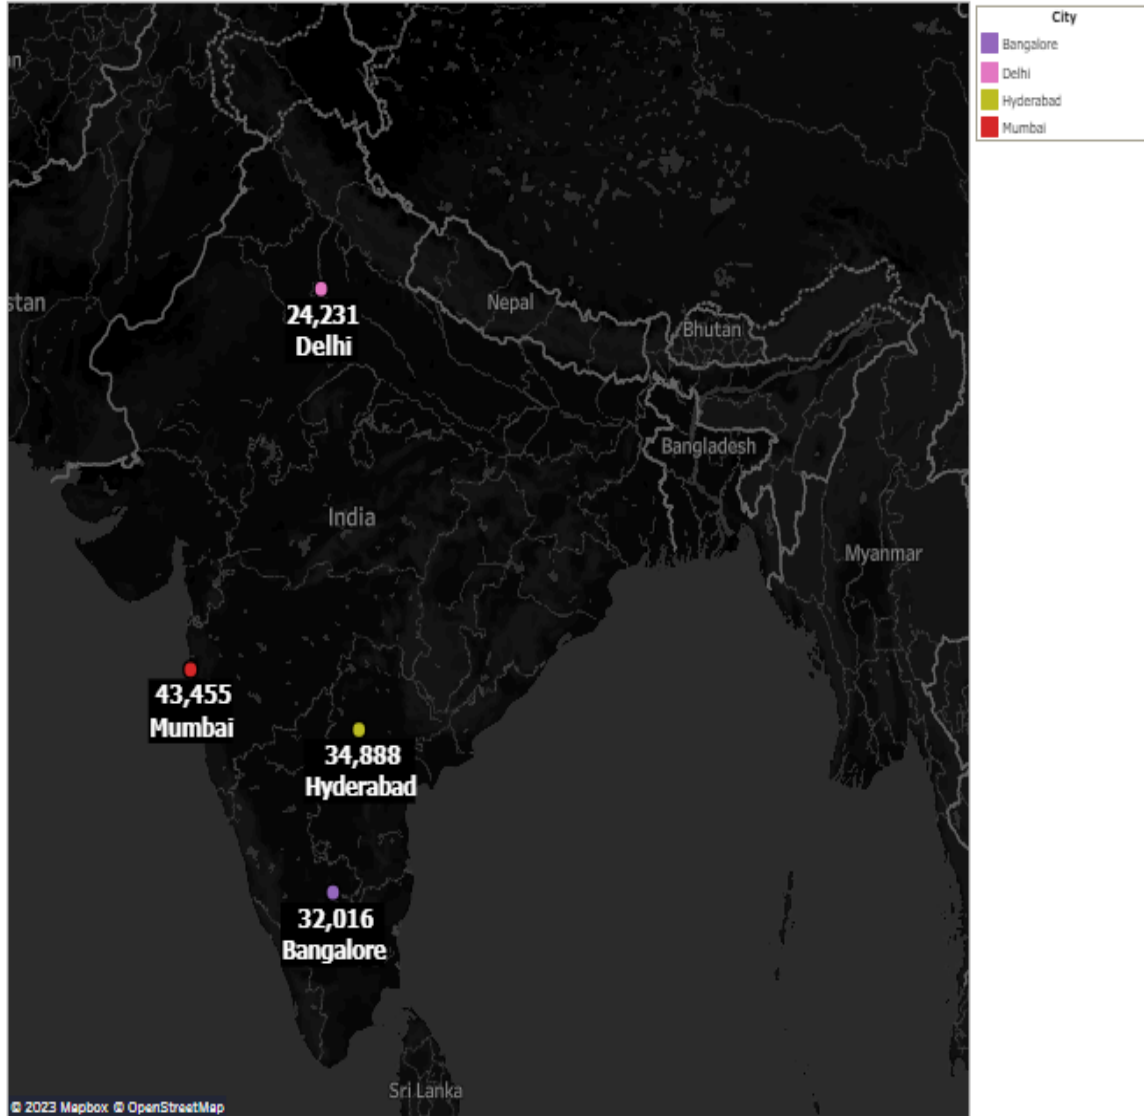 City
Bangalore
Delhi
Hyderabad
Mumbai
n
stan
24,231
Delhi
Nepal
Bhutan
Bangladesh
India
Myanmar
43,455
Mumbai
34,888
Hyderabad
32,016
Bangalore
Sri Lanka
© 2023 Mapbox © OpenStreetMap